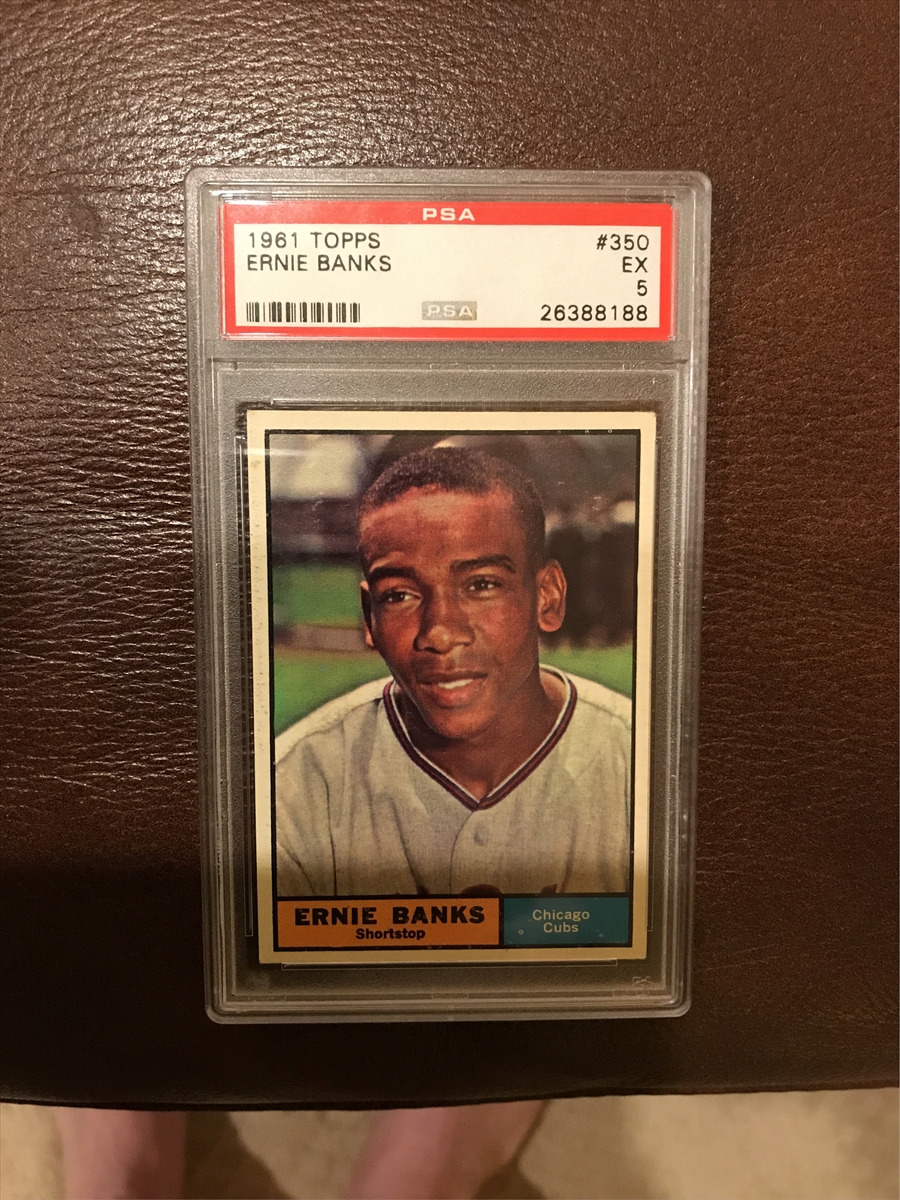 PSA
1961 TOPPS #350
ERNIE BANKS EX
5
PSA 26388188
ERNIE BANKS
Shortstop
Chicago
Cubs